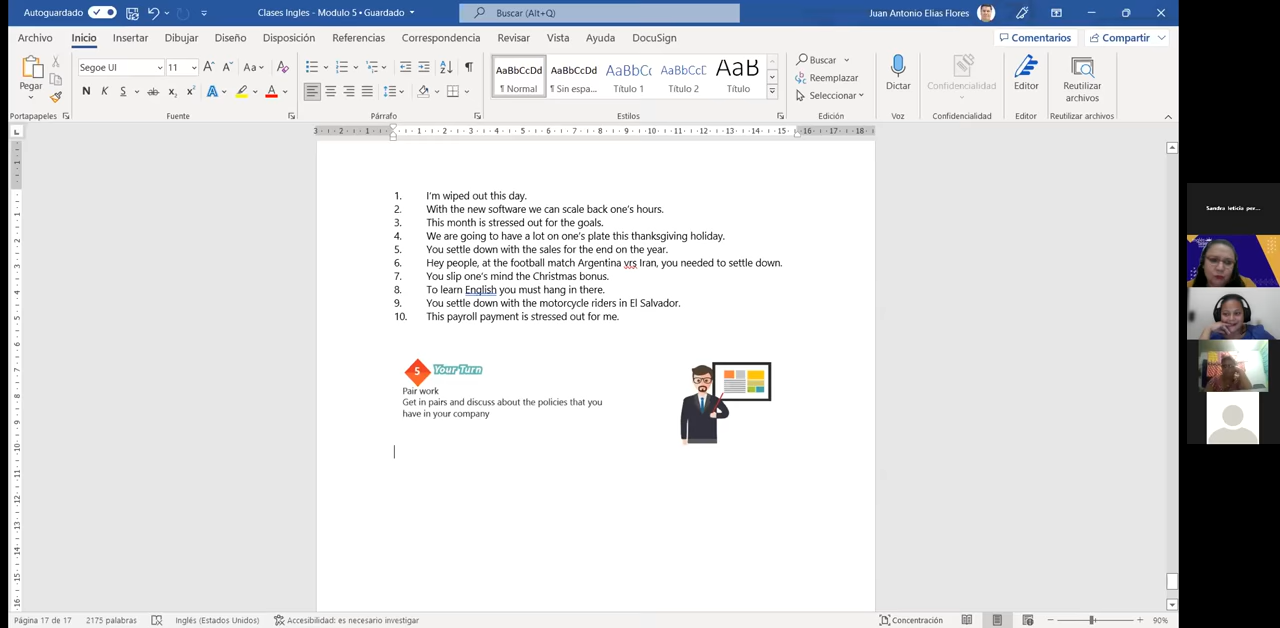 Autoguardado
Clases Ingles - Modulo 5 • Guardado
Buscar (Alt+Q)
Juan Antonio Elias Flores
Archivo Inicio Insertar Dibujar Diseño Disposición Referencias Correspondencia Revisar Vista Ayuda DocuSign
Comentarios Compartir
Pegar
Segoe UI 11
N K S ab x₂ x²
AaBbCcDd AaBbCcDd AaBbCc AaBbCcD AaB
¶ Normal ¶ Sin espa... Título 1 Título 2 Título
Buscar
Reemplazar
Seleccionar
Dictar
Confidencialidad
Editor
Reutilizar archivos
Portapapeles Fuente Párrafo Estilos Edición Voz Confidencialidad Editor Reutilizar archivos
1. I'm wiped out this day.
2. With the new software we can scale back one's hours.
3. This month is stressed out for the goals.
4. We are going to have a lot on one's plate this thanksgiving holiday.
5. You settle down with the sales for the end on the year.
6. Hey people, at the football match Argentina vrs Iran, you needed to settle down.
7. You slip one's mind the Christmas bonus.
8. To learn English you must hang in there.
9. You settle down with the motorcycle riders in El Salvador.
10. This payroll payment is stressed out for me.
5 Your Turn
Pair work
Get in pairs and discuss about the policies that you
have in your company
Sandra leticia por...
Página 17 de 17 2175 palabras Inglés (Estados Unidos) Accesibilidad: es necesario investigar
Concentración 90%